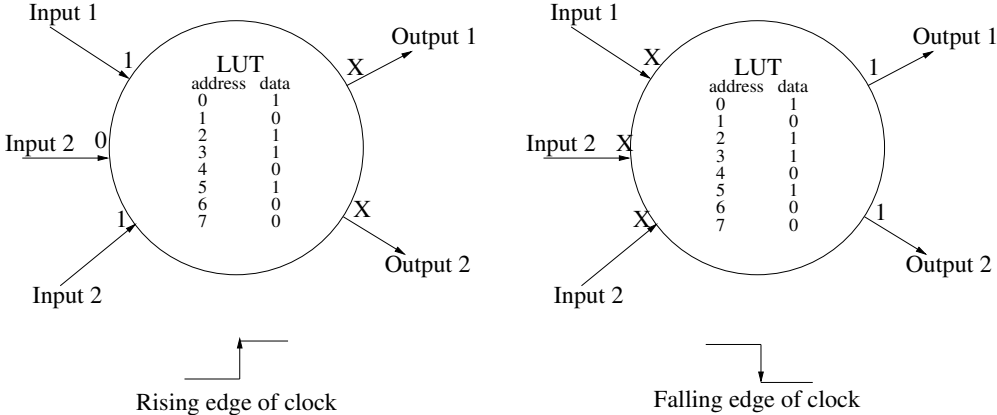 Input 1
1
Input 2
0
Input 2
1
LUT
address data
0 1
1 0
2 1
3 1
4 0
5 1
6 0
7 0
X
Output 1
X
Output 2
Rising edge of clock
Input 1
X
Input 2
X
Input 2
X
LUT
address data
0 1
1 0
2 1
3 1
4 0
5 1
6 0
7 0
1
Output 1
1
Output 2
Falling edge of clock